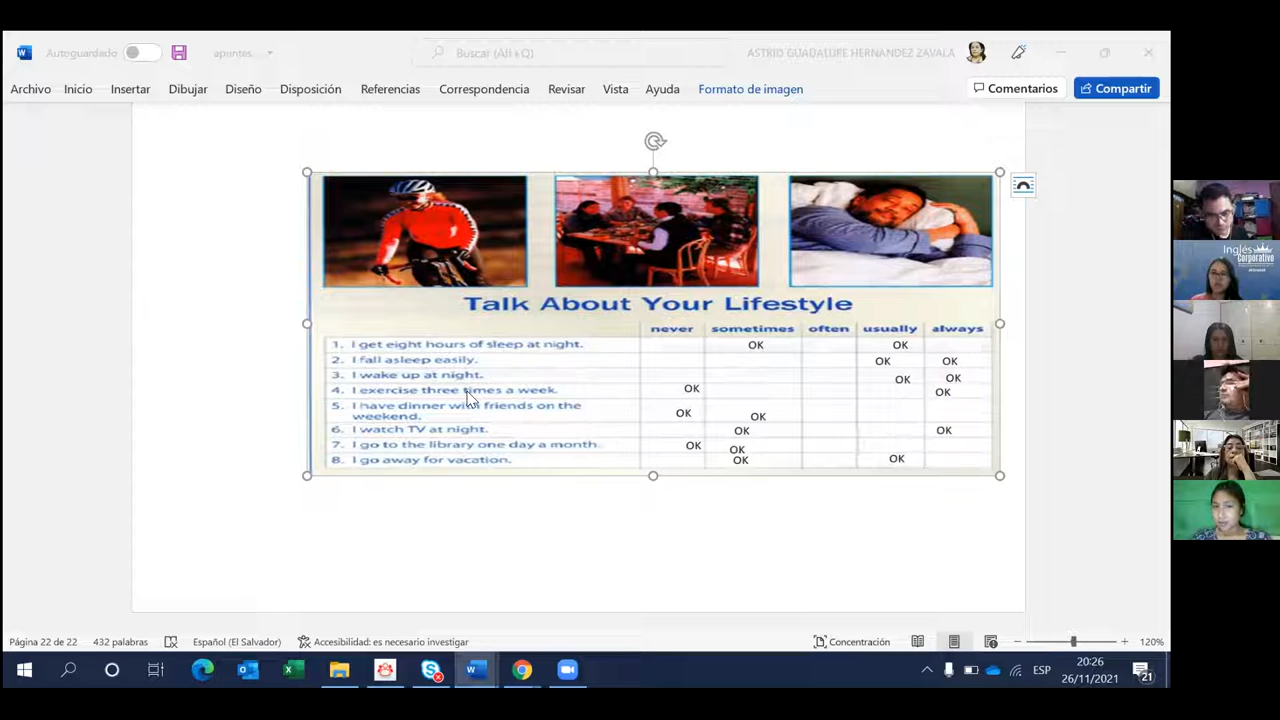 Autoguardado
apuntes
Buscar (Alt+Q)
ASTRID GUADALUPE HERNANDEZ ZAVALA
Archivo Inicio Insertar Dibujar Diseño Disposición Referencias Correspondencia Revisar Vista Ayuda Formato de imagen Comentarios Compartir
Talk About Your Lifestyle
never sometimes often usually always
1. I get eight hours of sleep at night. OK OK
2. I fall asleep easily. OK OK
3. I wake up at night. OK OK
4. I exercise three times a week. OK OK
5. I have dinner with friends on the
weekend. OK OK
6. I watch TV at night. OK OK
7. I go to the library one day a month. OK OK
8. I go away for vacation. OK OK
Inglés
Corporativo
Página 22 de 22 432 palabras Español (El Salvador) Accesibilidad: es necesario investigar Concentración 120%
ESP
20:26
26/11/2021
21